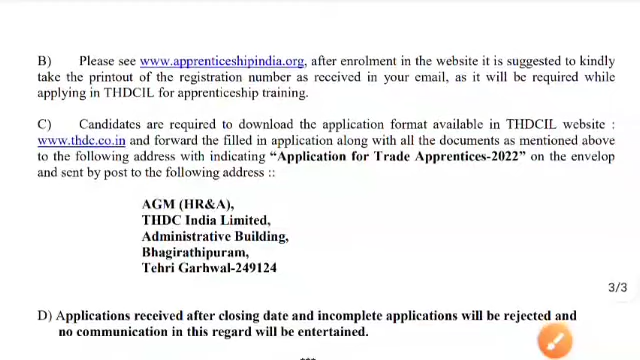 B) Please see www.apprenticeshipindia.org, after enrolment in the website it is suggested to kindly
take the printout of the registration number as received in your email, as it will be required while
applying in THDCIL for apprenticeship training.
C) Candidates are required to download the application format available in THDCIL website :
www.thdc.co.in and forward the filled in application along with all the documents as mentioned above
to the following address with indicating “Application for Trade Apprentices-2022” on the envelop
and sent by post to the following address ::
AGM (HR&A),
THDC India Limited,
Administrative Building,
Bhagirathipuram,
Tehri Garhwal-249124
3/3
D) Applications received after closing date and incomplete applications will be rejected and
no communication in this regard will be entertained.
***